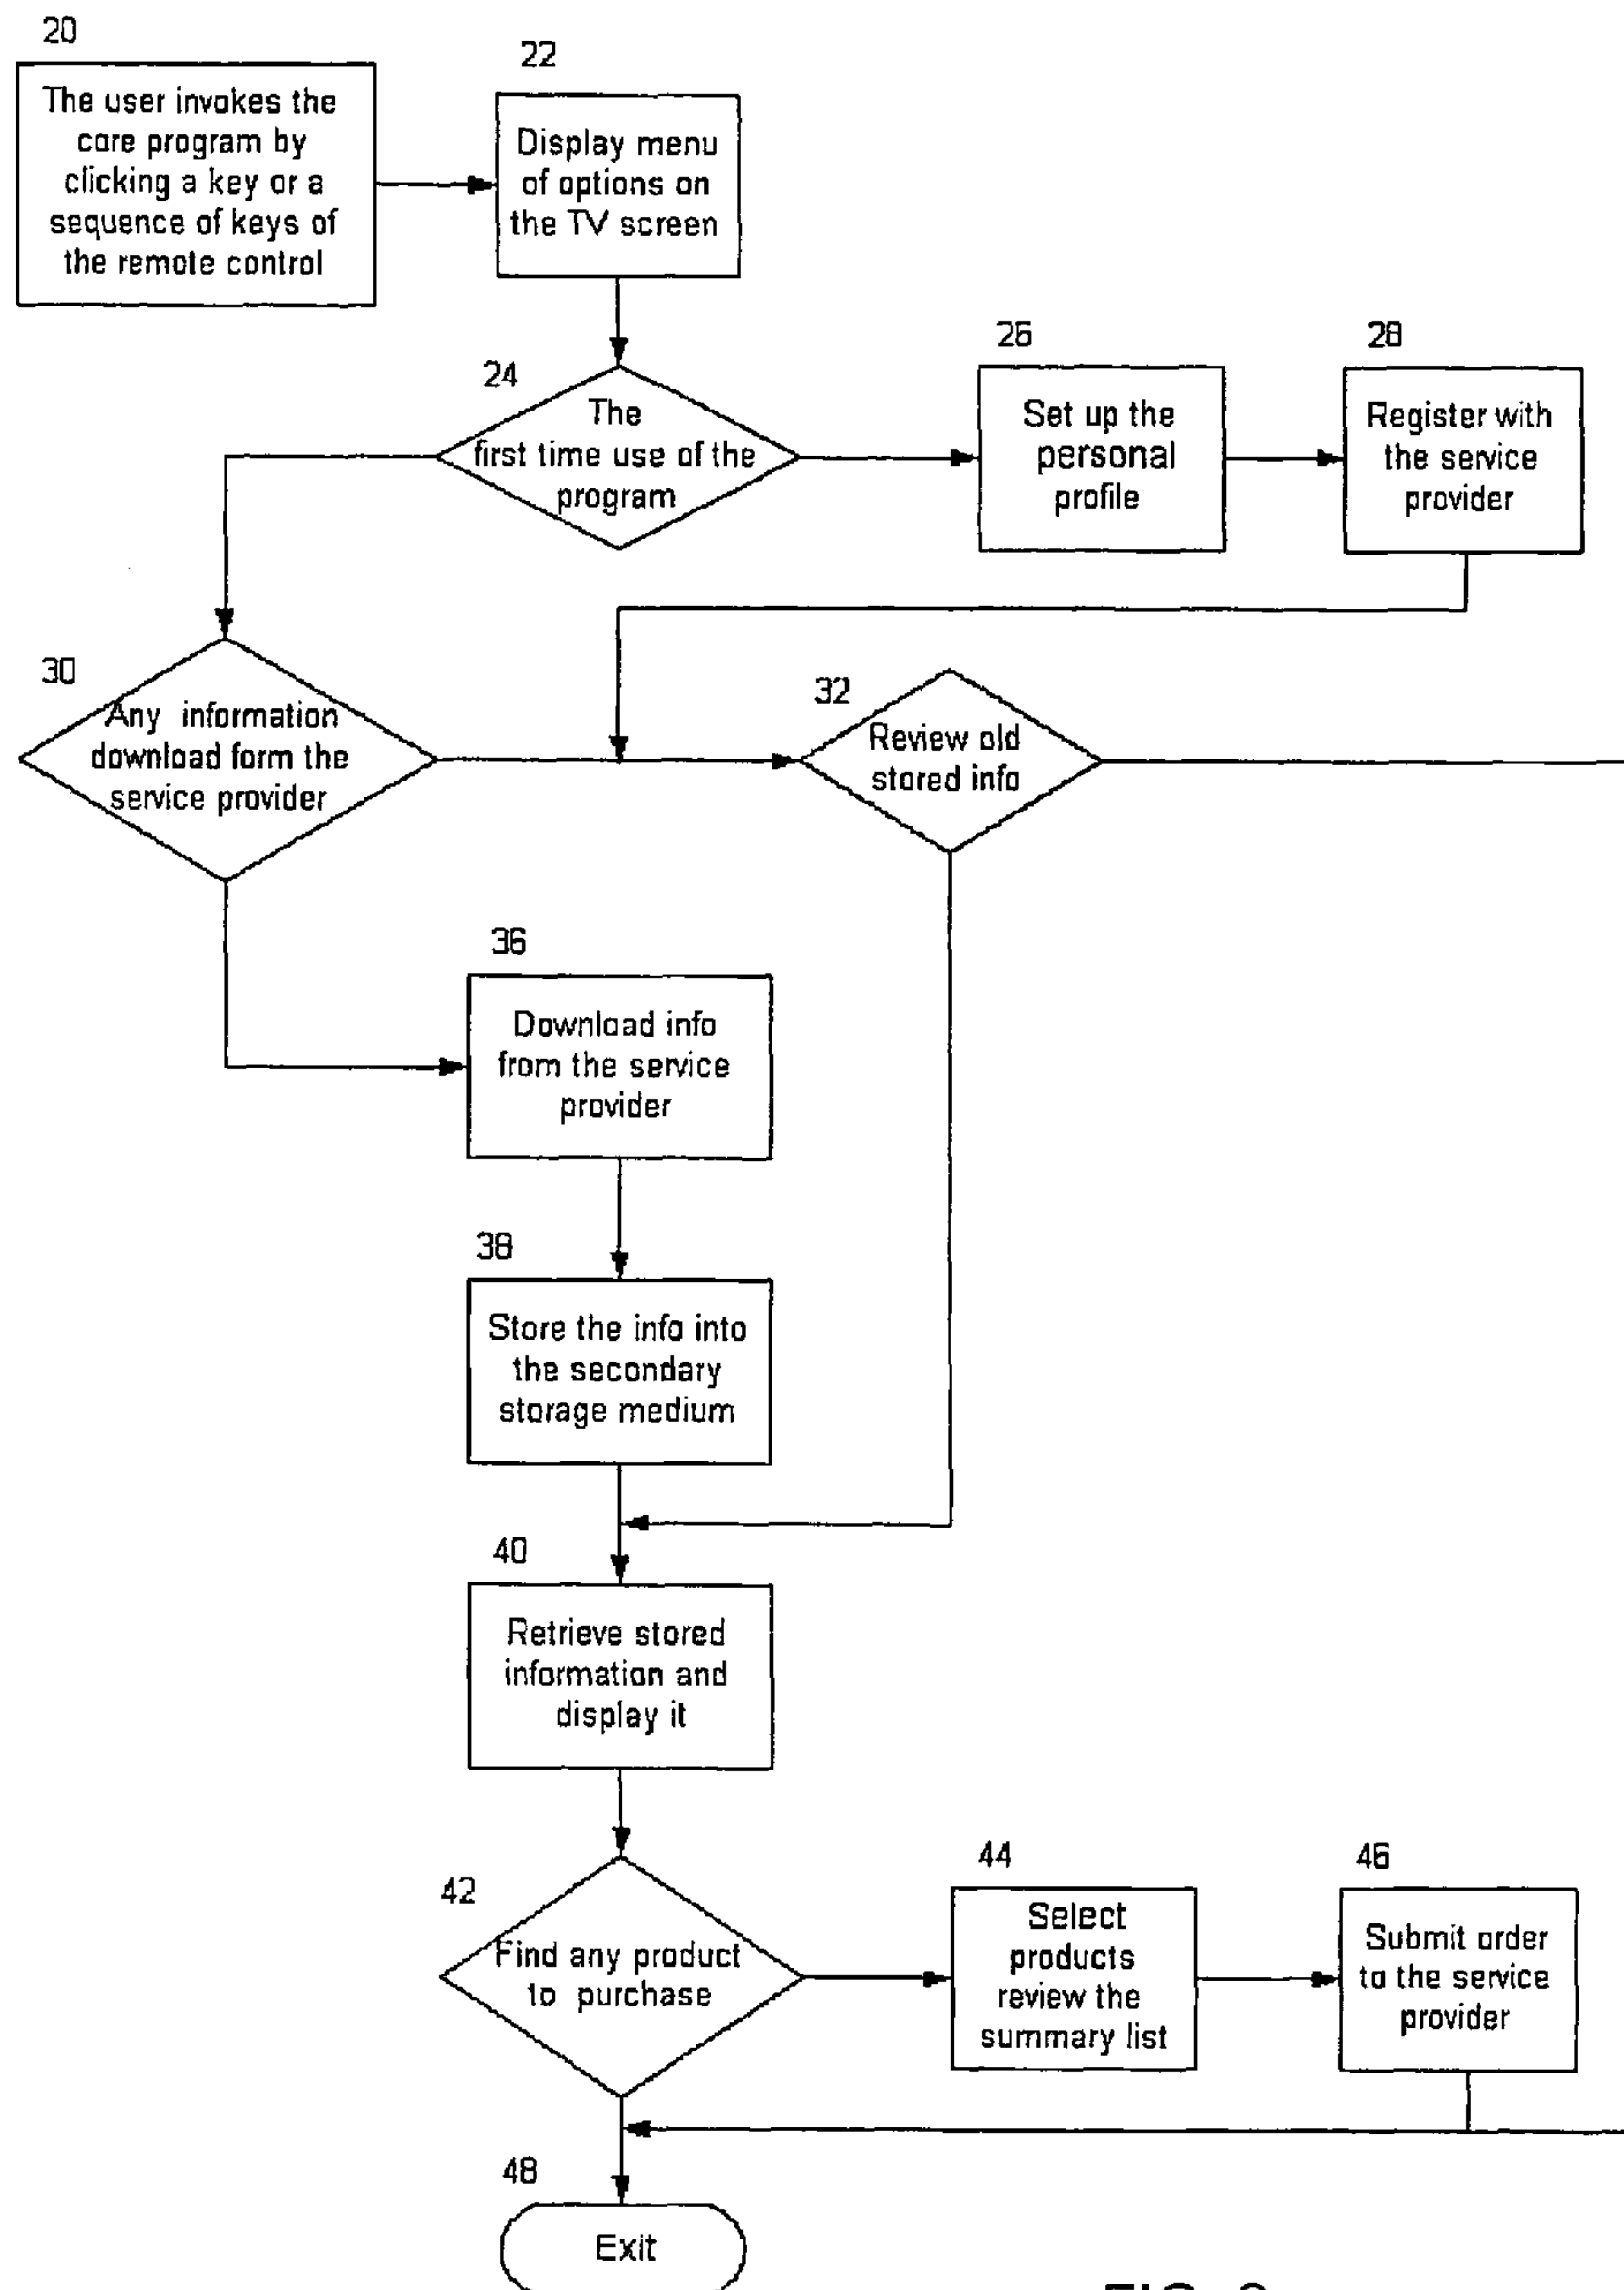 20
The user invokes the
core program by
clicking a key or a
sequence of keys of
the remote control
22
Display menu
of options on
the TV screen
24
The
first time use of the
program
26
Set up the
personal
profile
28
Register with
the service
provider
30
Any information
download form the
service provider
32
Review old
stored info
36
Download info
from the service
provider
38
Store the info into
the secondary
storage medium
40
Retrieve stored
information and
display it
42
Find any product
to purchase
44
Select
products
review the
summary list
46
Submit order
to the service
provider
48
Exit